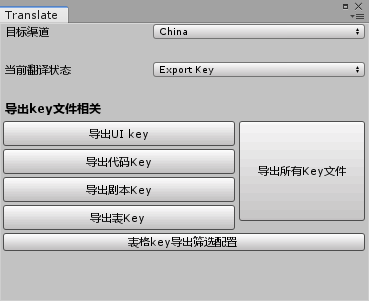 Translate
目标渠道 China
当前翻译状态 Export Key
导出key文件相关
导出UI key
导出代码Key
导出剧本Key
导出表Key
导出所有Key文件
表格key导出筛选配置